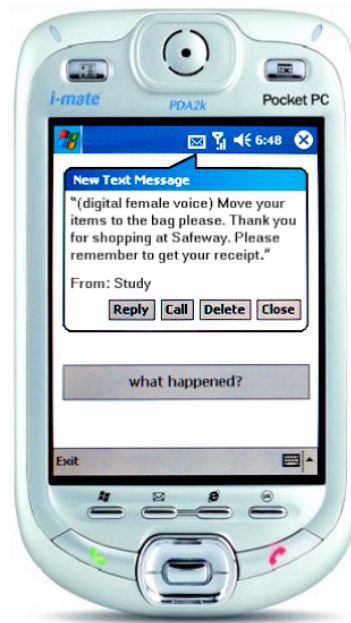 i-mate
PDA2k
Pocket PC
6:48
New Text Message
"(digital female voice) Move your
items to the bag please. Thank you
for shopping at Safeway. Please
remember to get your receipt."
From: Study
Reply Call Delete Close
what happened?
Exit
ok